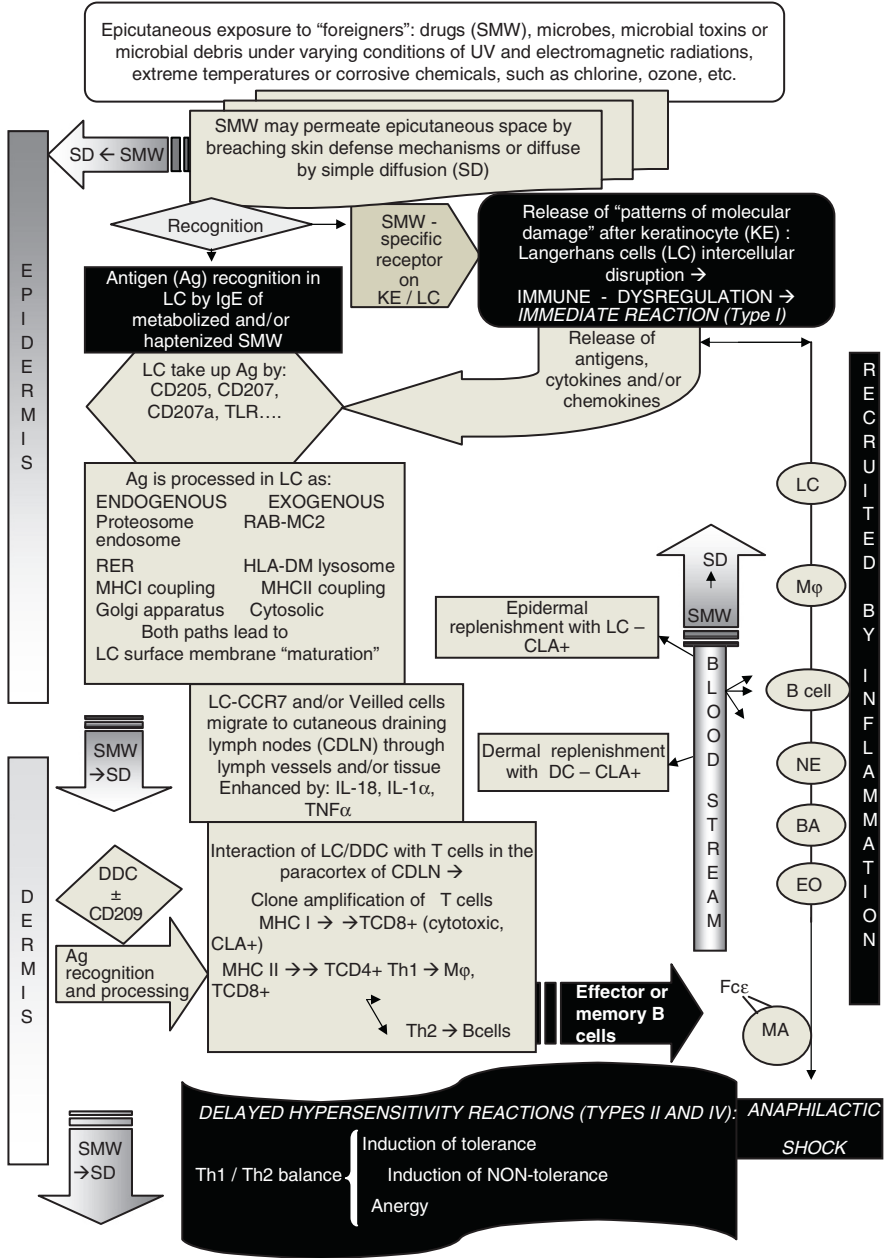 Epicutaneous exposure to “foreigners”: drugs (SMW), microbes, microbial toxins or
microbial debris under varying conditions of UV and electromagnetic radiations,
extreme temperatures or corrosive chemicals, such as chlorine, ozone, etc.
SMW may permeate epicutaneous space by
breaching skin defense mechanisms or diffuse
by simple diffusion (SD)
SD ← SMW
EPIDERMIS
Recognition
SMW -
specific
receptor
on
KE / LC
Release of “patterns of molecular
damage” after keratinocyte (KE) :
Langerhans cells (LC) intercellular
disruption →
IMMUNE - DYSREGULATION →
IMMEDIATE REACTION (Type I)
Antigen (Ag) recognition in
LC by IgE of
metabolized and/or
haptenized SMW
Release of
antigens,
cytokines and/or
chemokines
LC take up Ag by:
CD205, CD207,
CD207a, TLR....
RECRUITED BY INFLAMMATION
Ag is processed in LC as:
ENDOGENOUS EXOGENOUS
Proteosome RAB-MC2
endosome
RER HLA-DM lysosome
MHCI coupling MHCII coupling
Golgi apparatus Cytosolic
Both paths lead to
LC surface membrane “maturation”
LC
Mφ
B cell
NE
BA
EO
SD
SMW
BLOOD STREAM
Epidermal
replenishment with LC –
CLA+
Dermal replenishment
with DC – CLA+
LC-CCR7 and/or Veilled cells
migrate to cutaneous draining
lymph nodes (CDLN) through
lymph vessels and/or tissue
Enhanced by: IL-18, IL-1α,
TNFα
SMW
→SD
DERMIS
DDC
±
CD209
Ag
recognition
and processing
Interaction of LC/DDC with T cells in the
paracortex of CDLN →
Clone amplification of T cells
MHC I → →TCD8+ (cytotoxic,
CLA+)
MHC II →→ TCD4+ Th1 → Mφ,
TCD8+
Th2 → Bcells
Effector or
memory B
cells
Fcε
MA
SMW
→SD
DELAYED HYPERSENSITIVITY REACTIONS (TYPES II AND IV):
Th1 / Th2 balance
Induction of tolerance
Induction of NON-tolerance
Anergy
ANAPHILACTIC
SHOCK